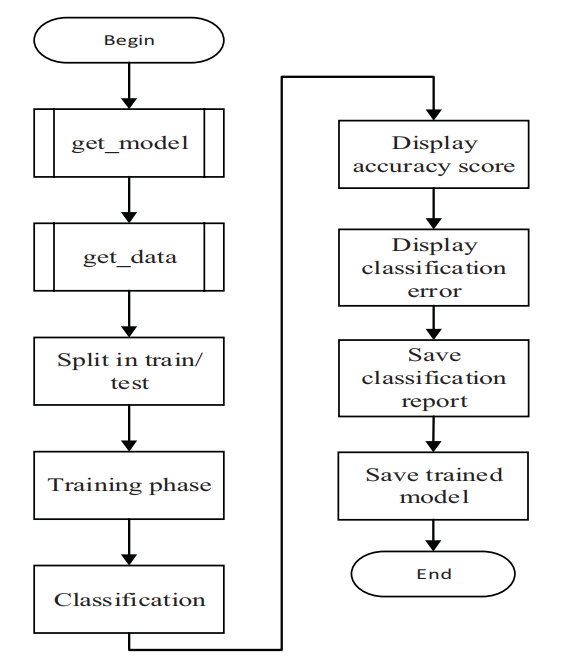 Begin
get_model
get_data
Split in train/
test
Training phase
Classification
Display
accuracy score
Display
classification
error
Save
classification
report
Save trained
model
End